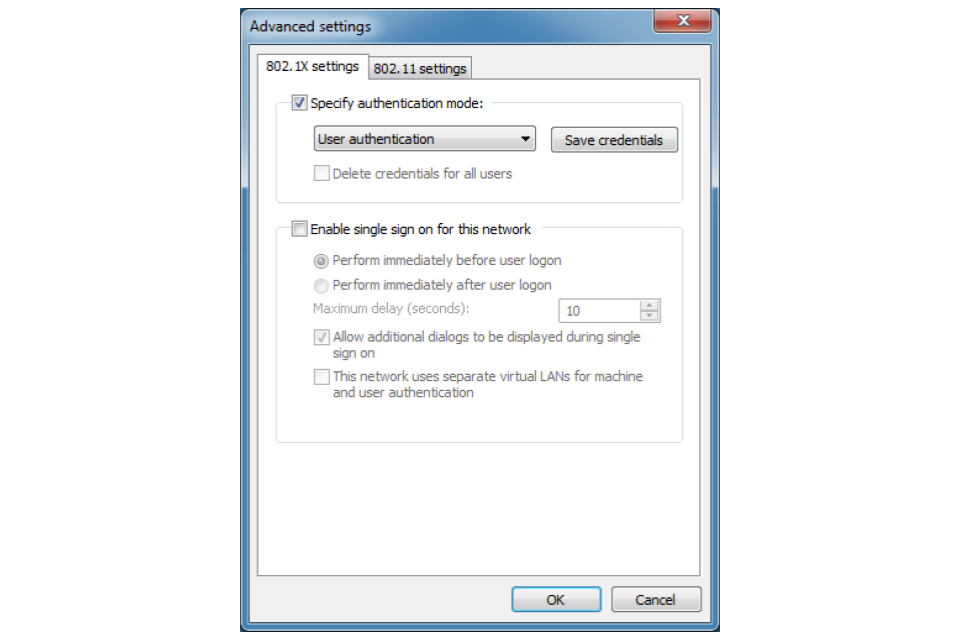 Advanced settings
802.1X settings
802.11 settings
Specify authentication mode:
User authentication
Save credentials
Delete credentials for all users
Enable single sign on for this network
Perform immediately before user logon
Perform immediately after user logon
Maximum delay (seconds):
10
Allow additional dialogs to be displayed during single
sign on
This network uses separate virtual LANs for machine
and user authentication
OK
Cancel